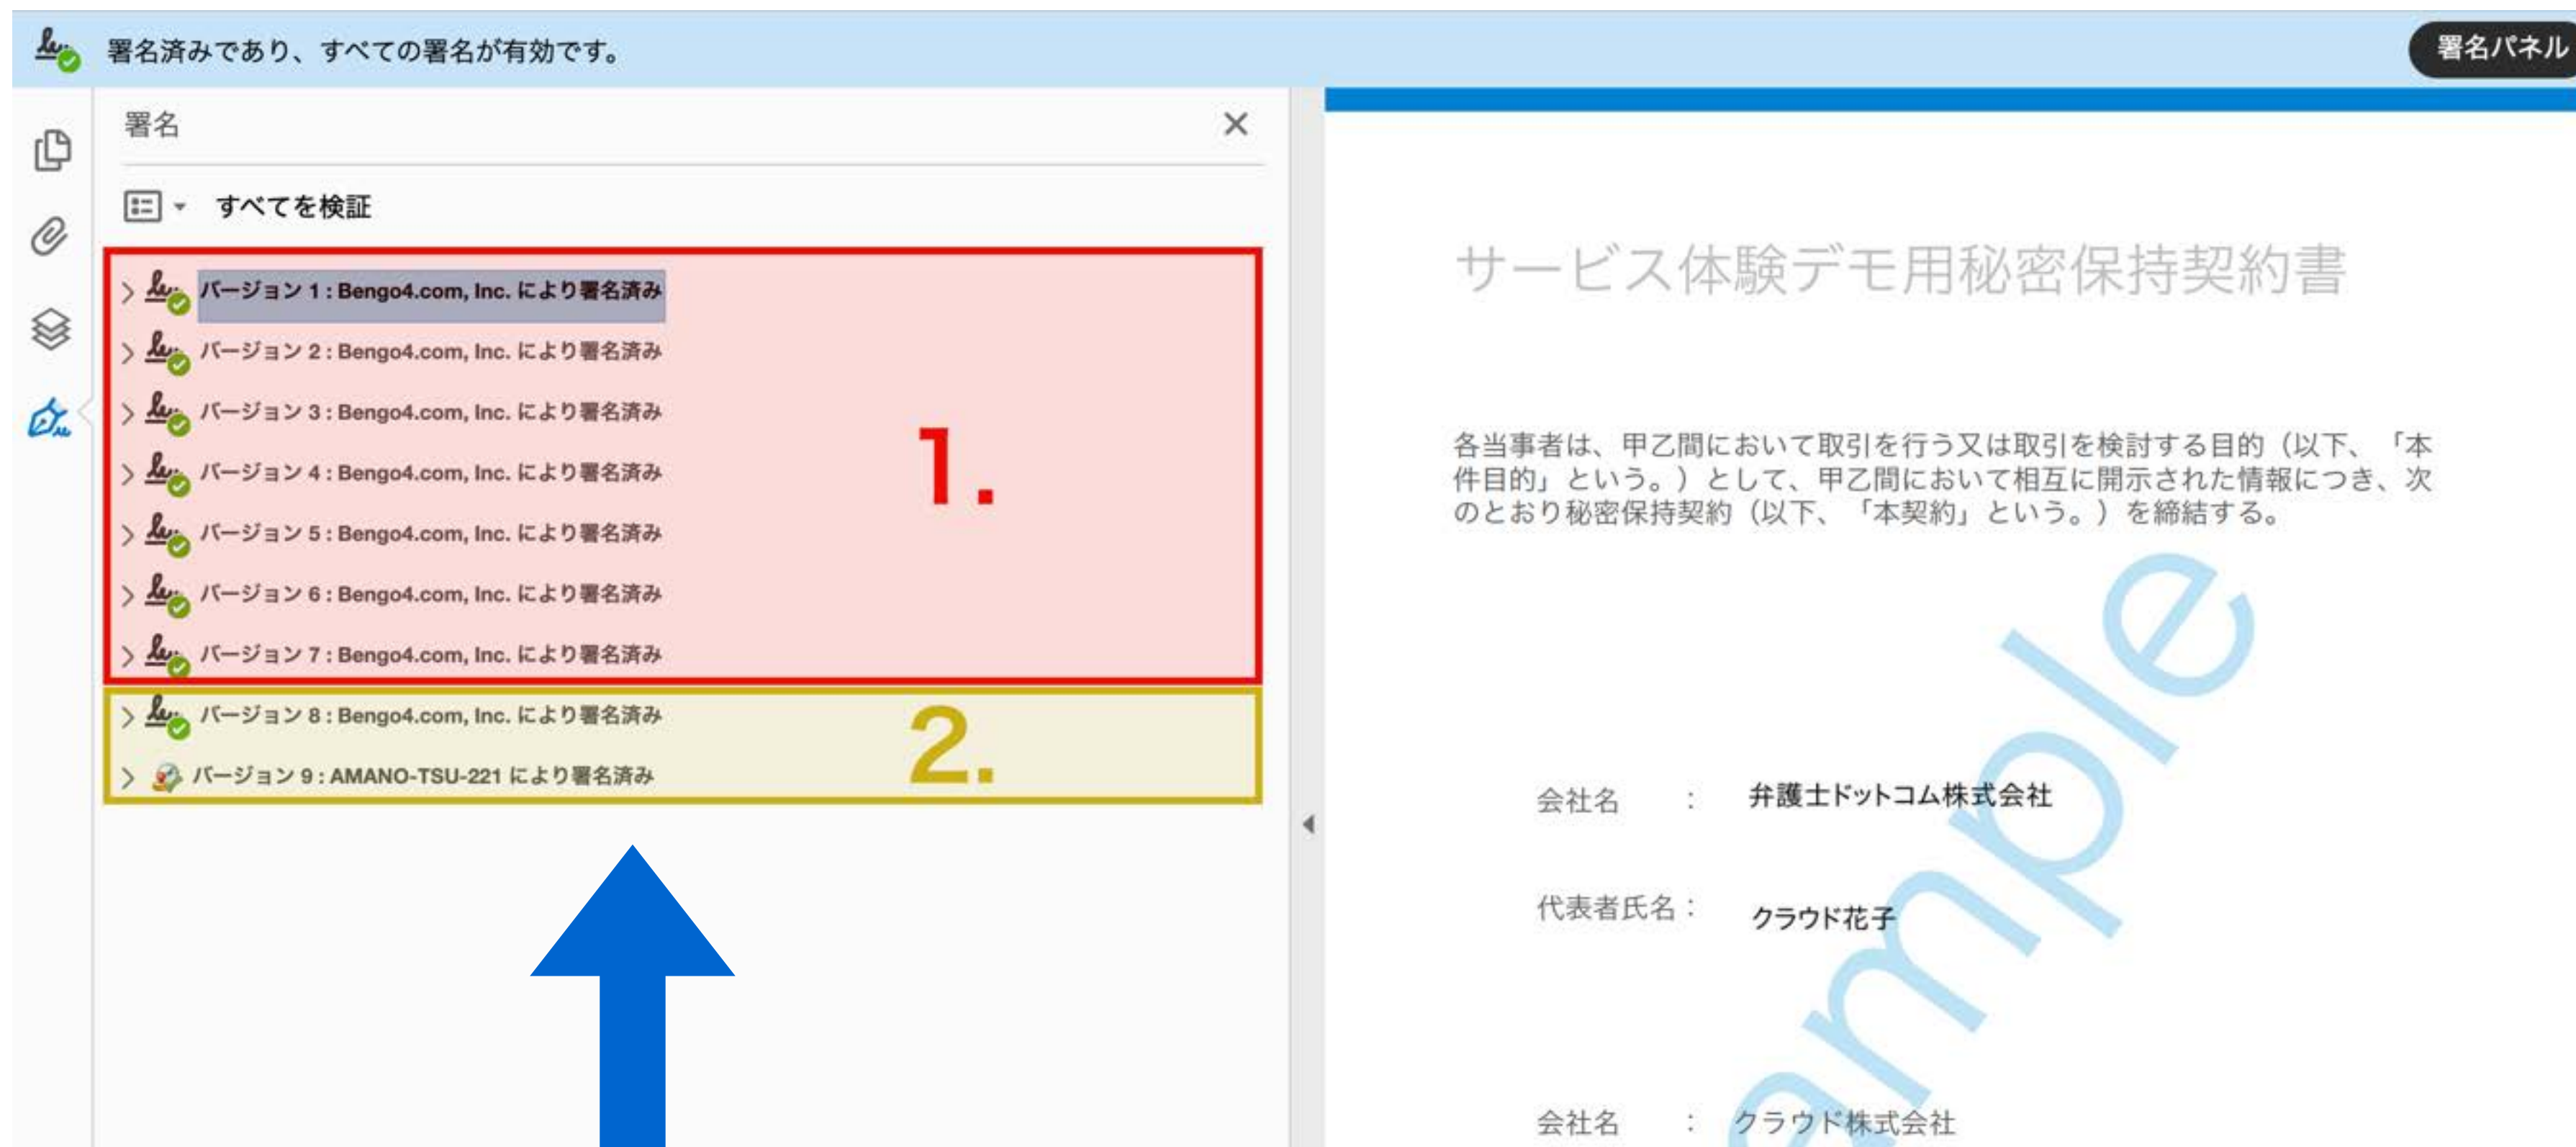 署名済みであり、すべての署名が有効です。
署名パネル
署名
すべてを検証
バージョン 1 : Bengo4.com, Inc. により署名済み
バージョン 2 : Bengo4.com, Inc. により署名済み
バージョン 3 : Bengo4.com, Inc. により署名済み
バージョン 4 : Bengo4.com, Inc. により署名済み
バージョン 5 : Bengo4.com, Inc. により署名済み
バージョン 6 : Bengo4.com, Inc. により署名済み
バージョン 7 : Bengo4.com, Inc. により署名済み
1.
バージョン 8 : Bengo4.com, Inc. により署名済み
バージョン 9 : AMANO-TSU-221 により署名済み
2.
サービス体験デモ用秘密保持契約書
各当事者は、甲乙間において取引を行う又は取引を検討する目的（以下、「本
件目的」という。）として、甲乙間において相互に開示された情報につき、次
のとおり秘密保持契約（以下、「本契約」という。）を締結する。
会社名 : 弁護士ドットコム株式会社
代表者氏名： クラウド花子
会社名 : クラウド株式会社
ample